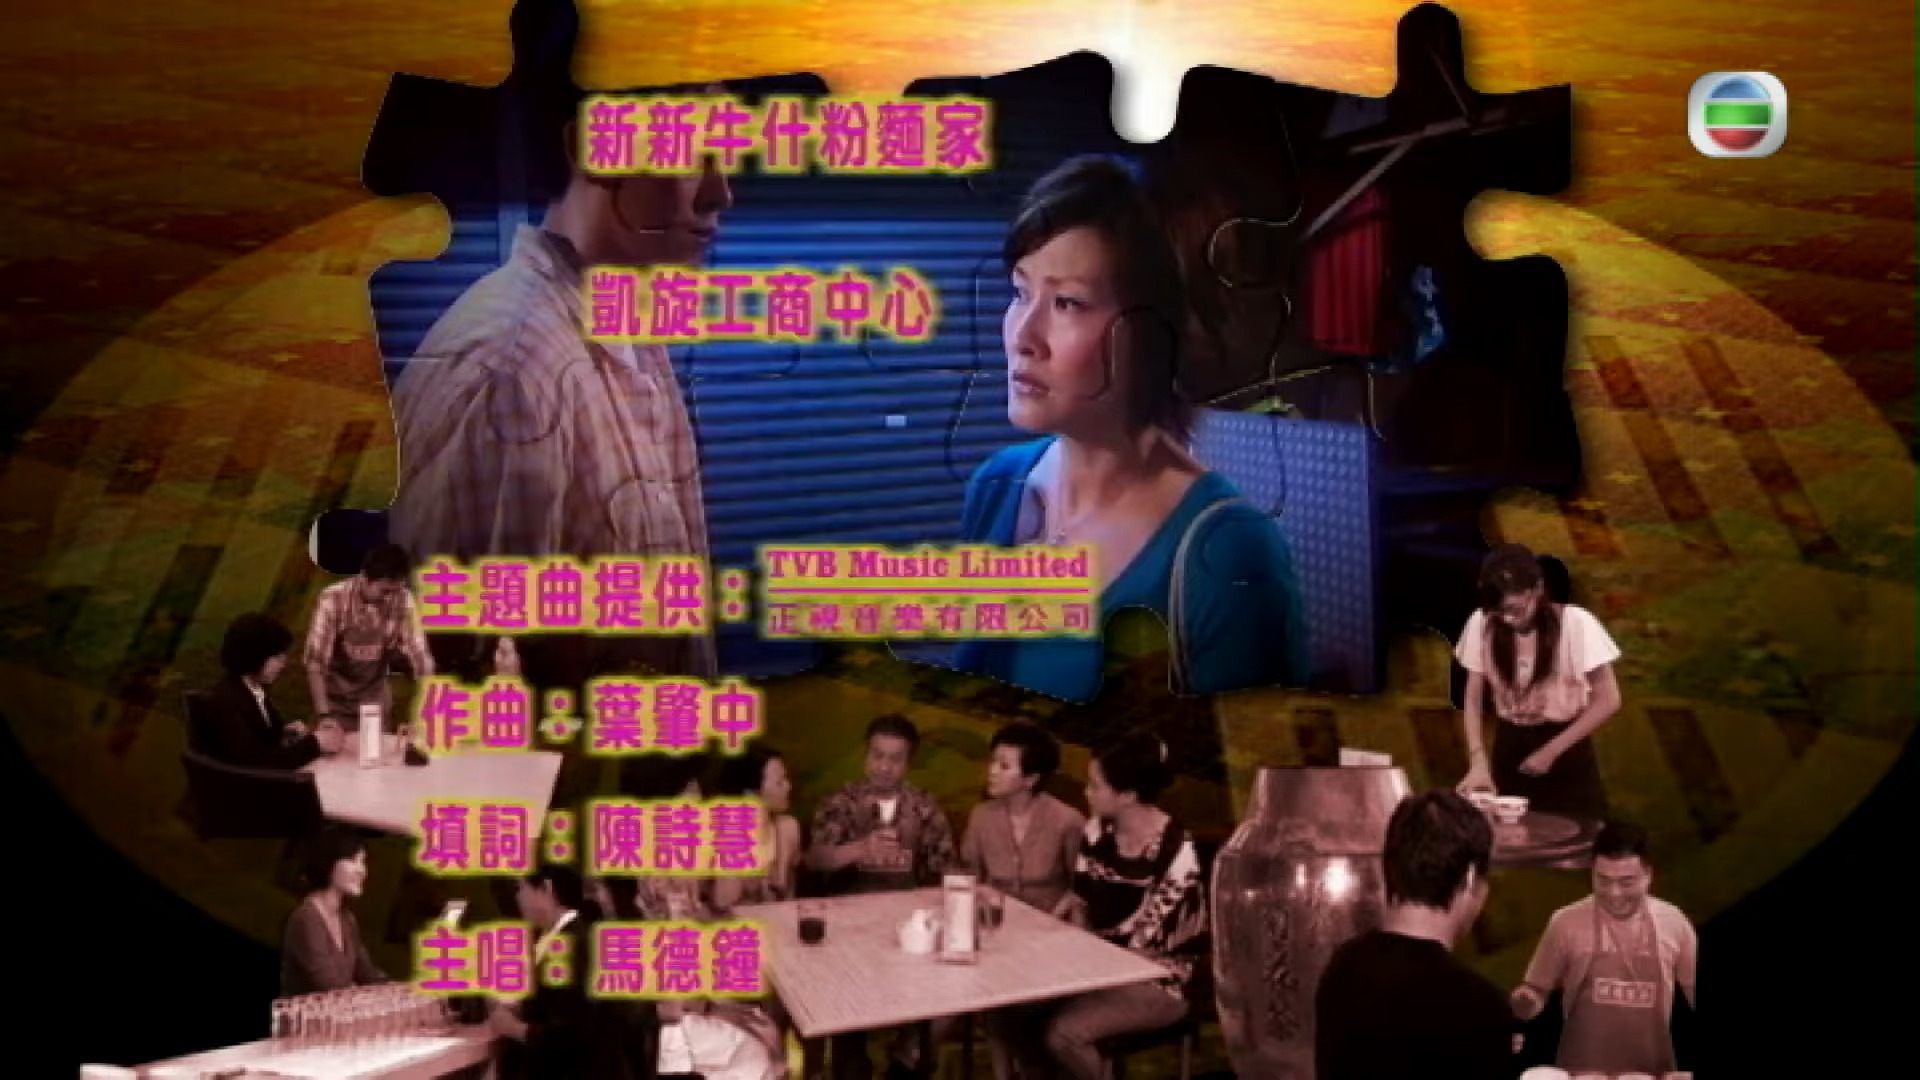 新新牛什粉麵家
凱旋工商中心
主題曲提供：TVB Music Limited
正視音樂有限公司
作曲：葉肇中
填詞：陳詩慧
主唱：馬德鐘